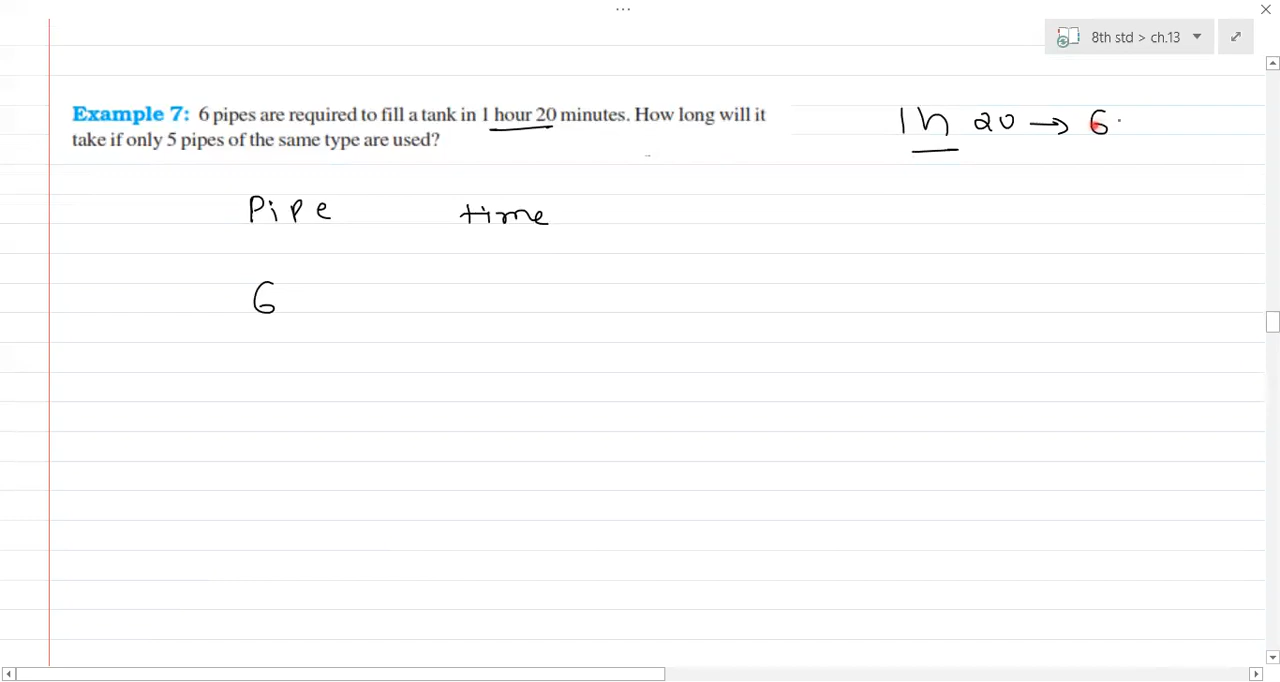 8th std > ch.13
Example 7: 6 pipes are required to fill a tank in 1 hour 20 minutes. How long will it
take if only 5 pipes of the same type are used?
1h 20 → 6
Pipe time
6